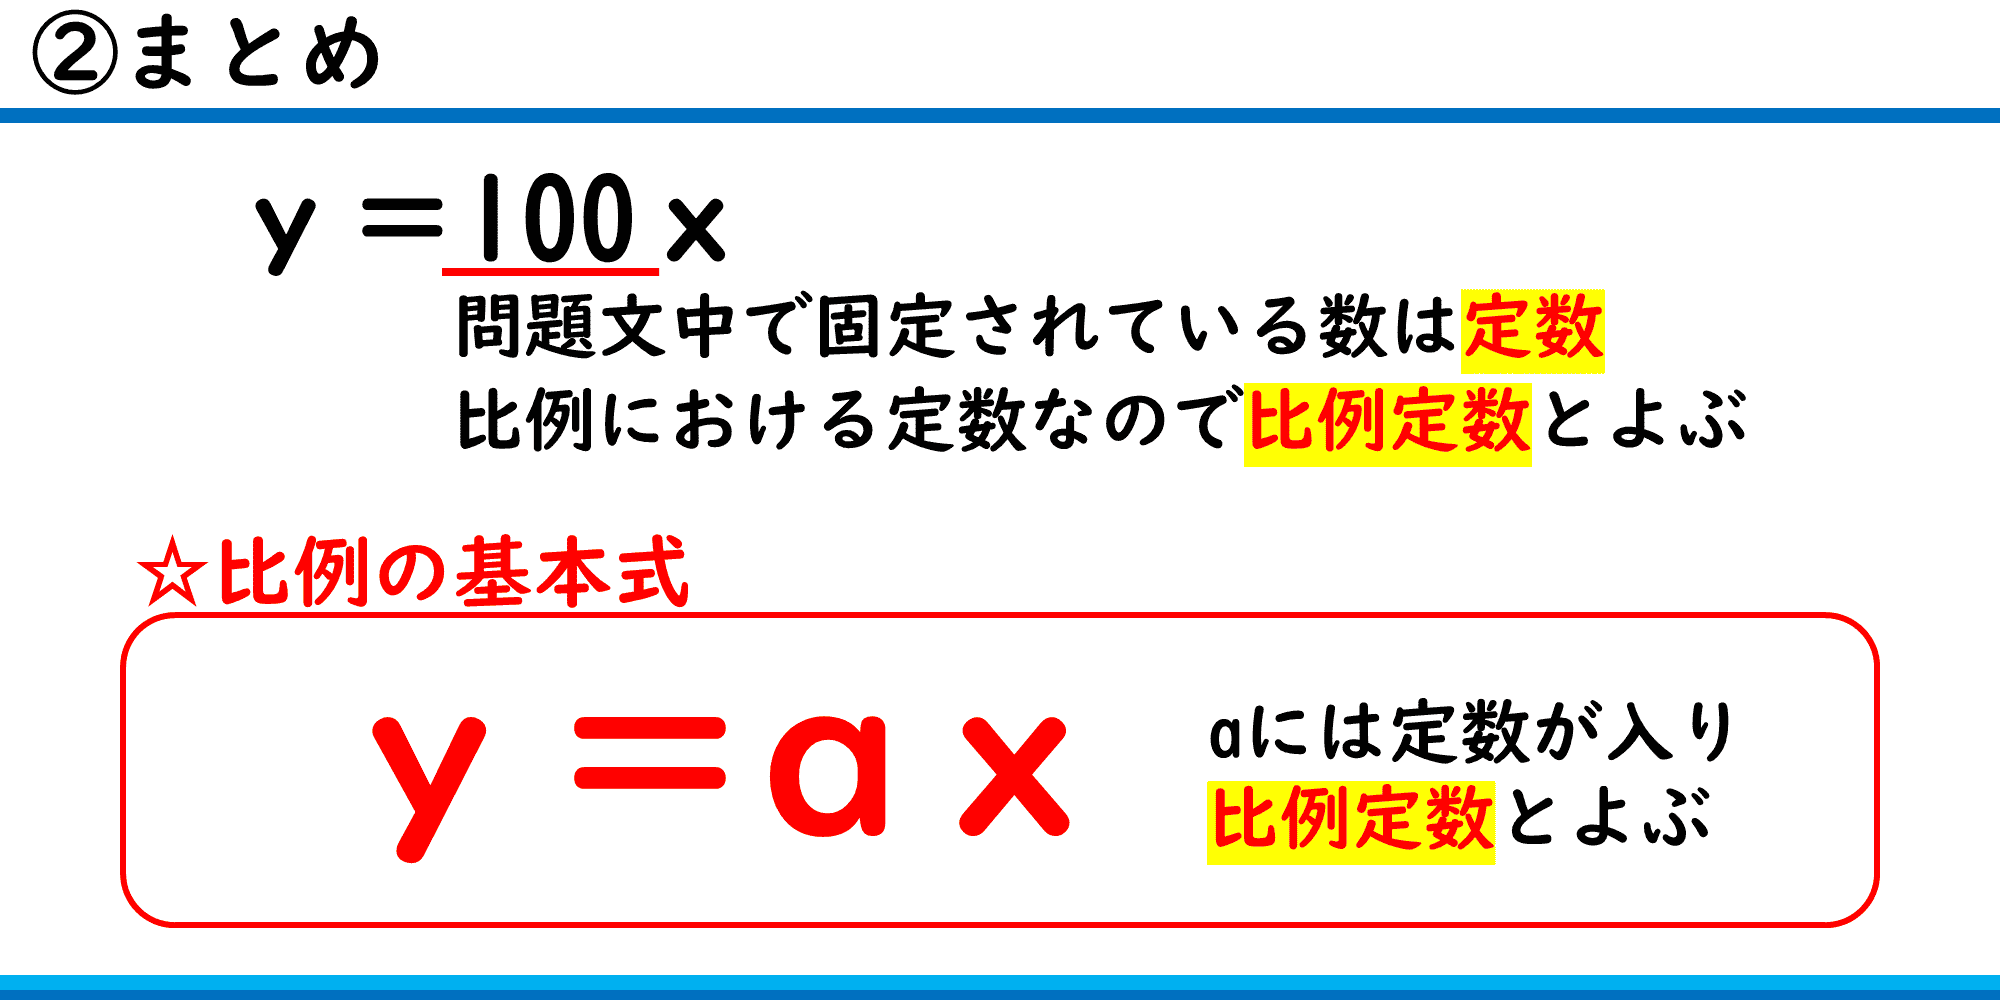 ②まとめ
y＝100x
問題文中で固定されている数は定数
比例における定数なので比例定数とよぶ
☆比例の基本式
y＝ax
aには定数が入り
比例定数とよぶ